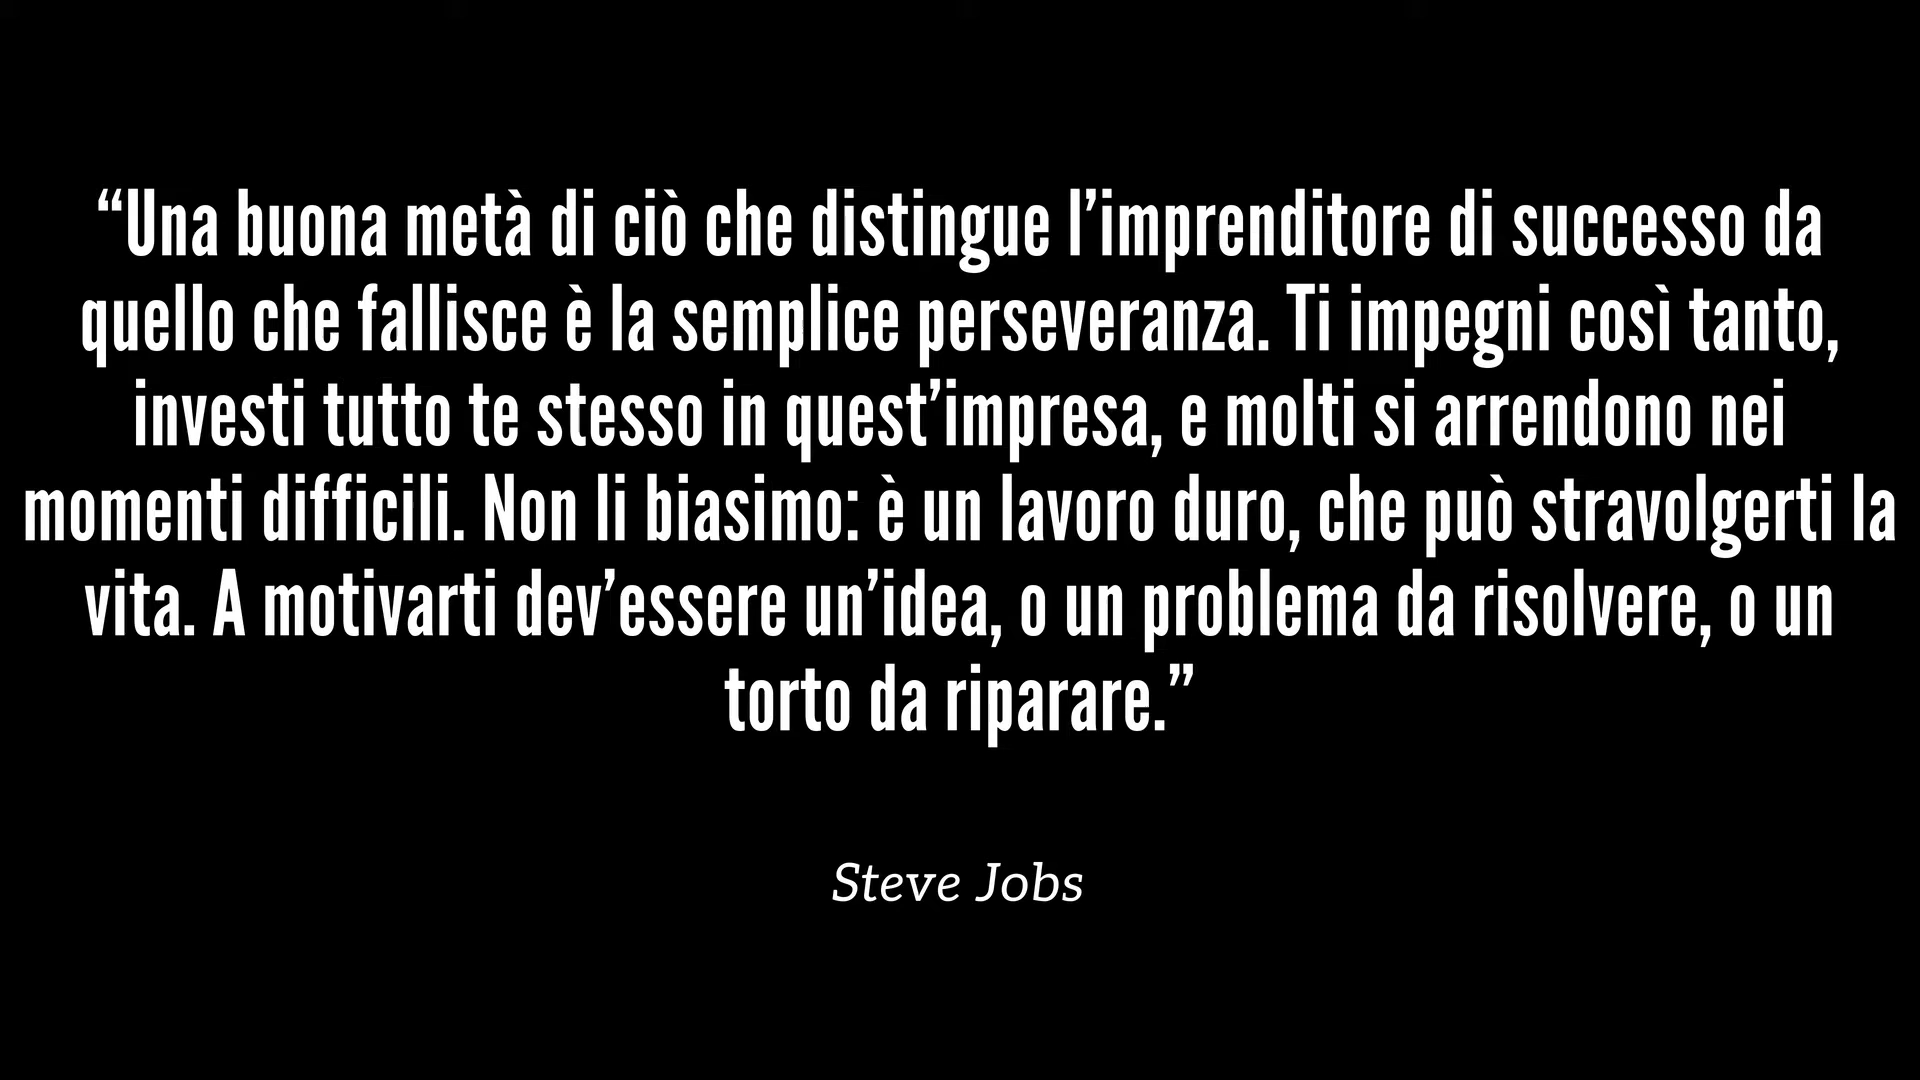 “Una buona metà di ciò che distingue l’imprenditore di successo da
quello che fallisce è la semplice perseveranza. Ti impegni così tanto,
investi tutto te stesso in quest’impresa, e molti si arrendono nei
momenti difficili. Non li biasimo: è un lavoro duro, che può stravolgerti la
vita. A motivarti dev’essere un’idea, o un problema da risolvere, o un
torto da riparare.”
Steve Jobs